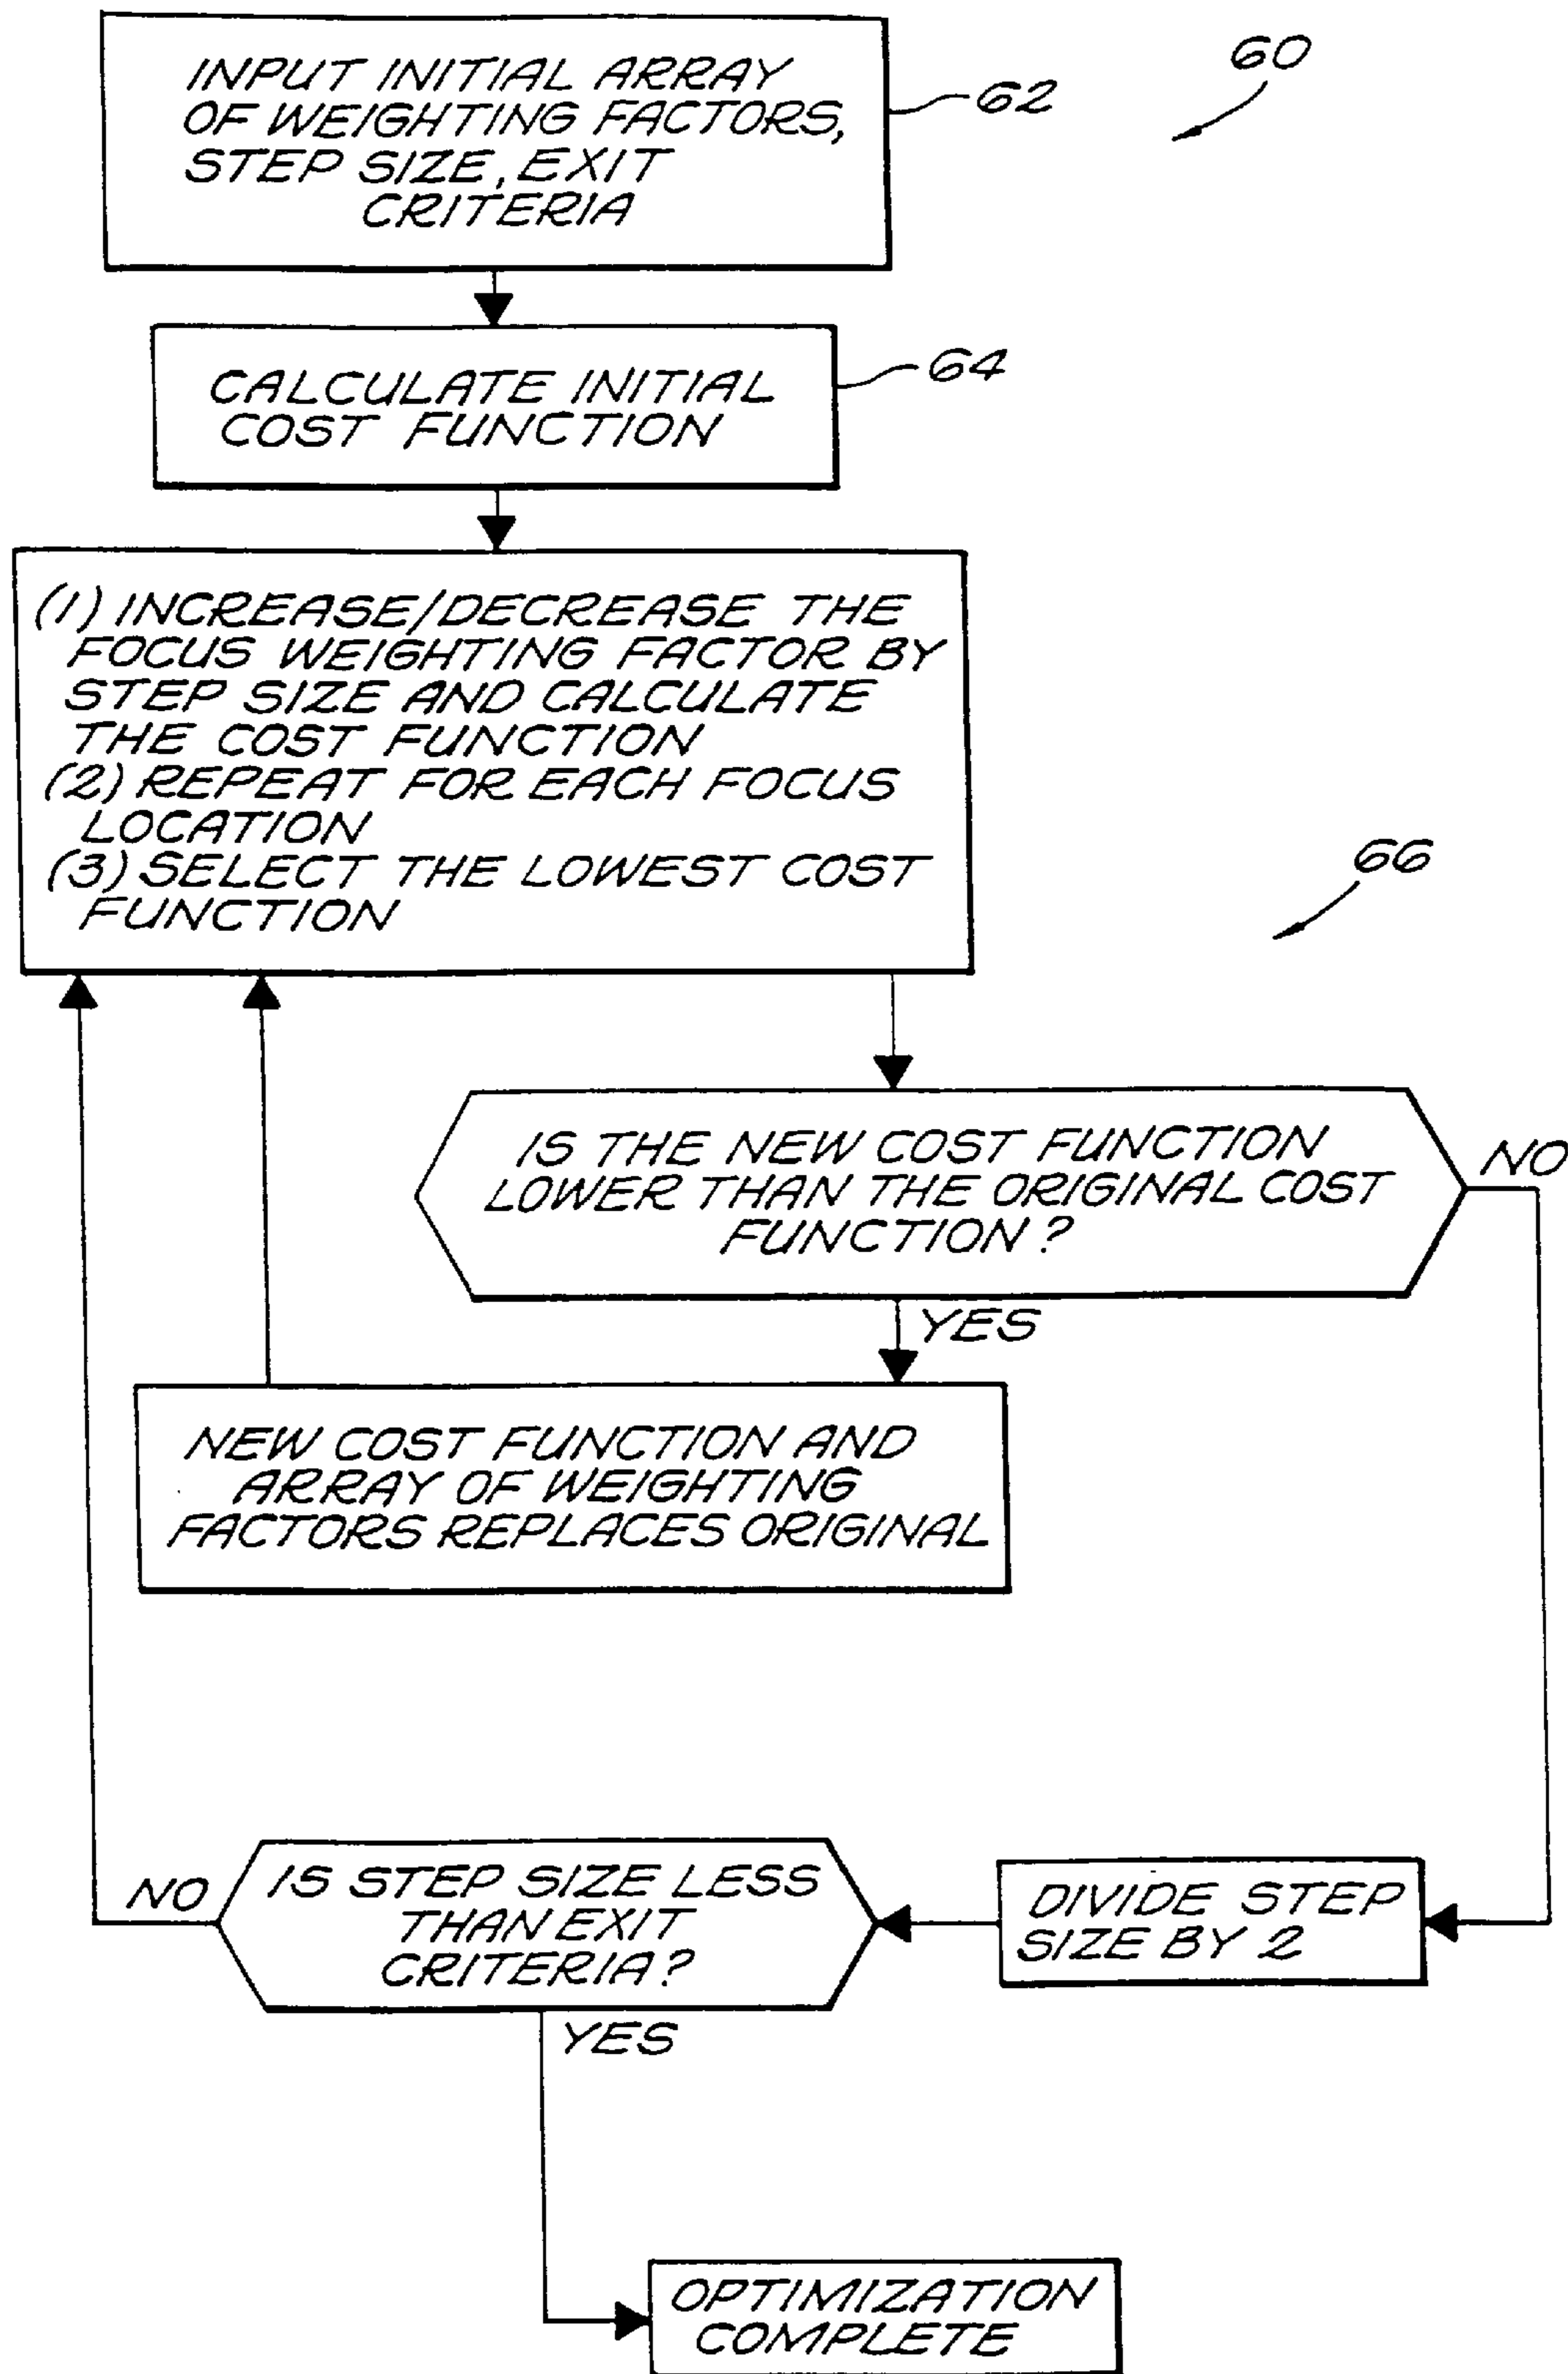 60
INPUT INITIAL ARRAY
OF WEIGHTING FACTORS,
STEP SIZE, EXIT
CRITERIA
62
CALCULATE INITIAL
COST FUNCTION
64
(1) INCREASE/DECREASE THE
FOCUS WEIGHTING FACTOR BY
STEP SIZE AND CALCULATE
THE COST FUNCTION
(2) REPEAT FOR EACH FOCUS
LOCATION
(3) SELECT THE LOWEST COST
FUNCTION
66
IS THE NEW COST FUNCTION
LOWER THAN THE ORIGINAL COST
FUNCTION?
NO
YES
NEW COST FUNCTION AND
ARRAY OF WEIGHTING
FACTORS REPLACES ORIGINAL
DIVIDE STEP
SIZE BY 2
IS STEP SIZE LESS
THAN EXIT
CRITERIA?
NO
YES
OPTIMIZATION
COMPLETE